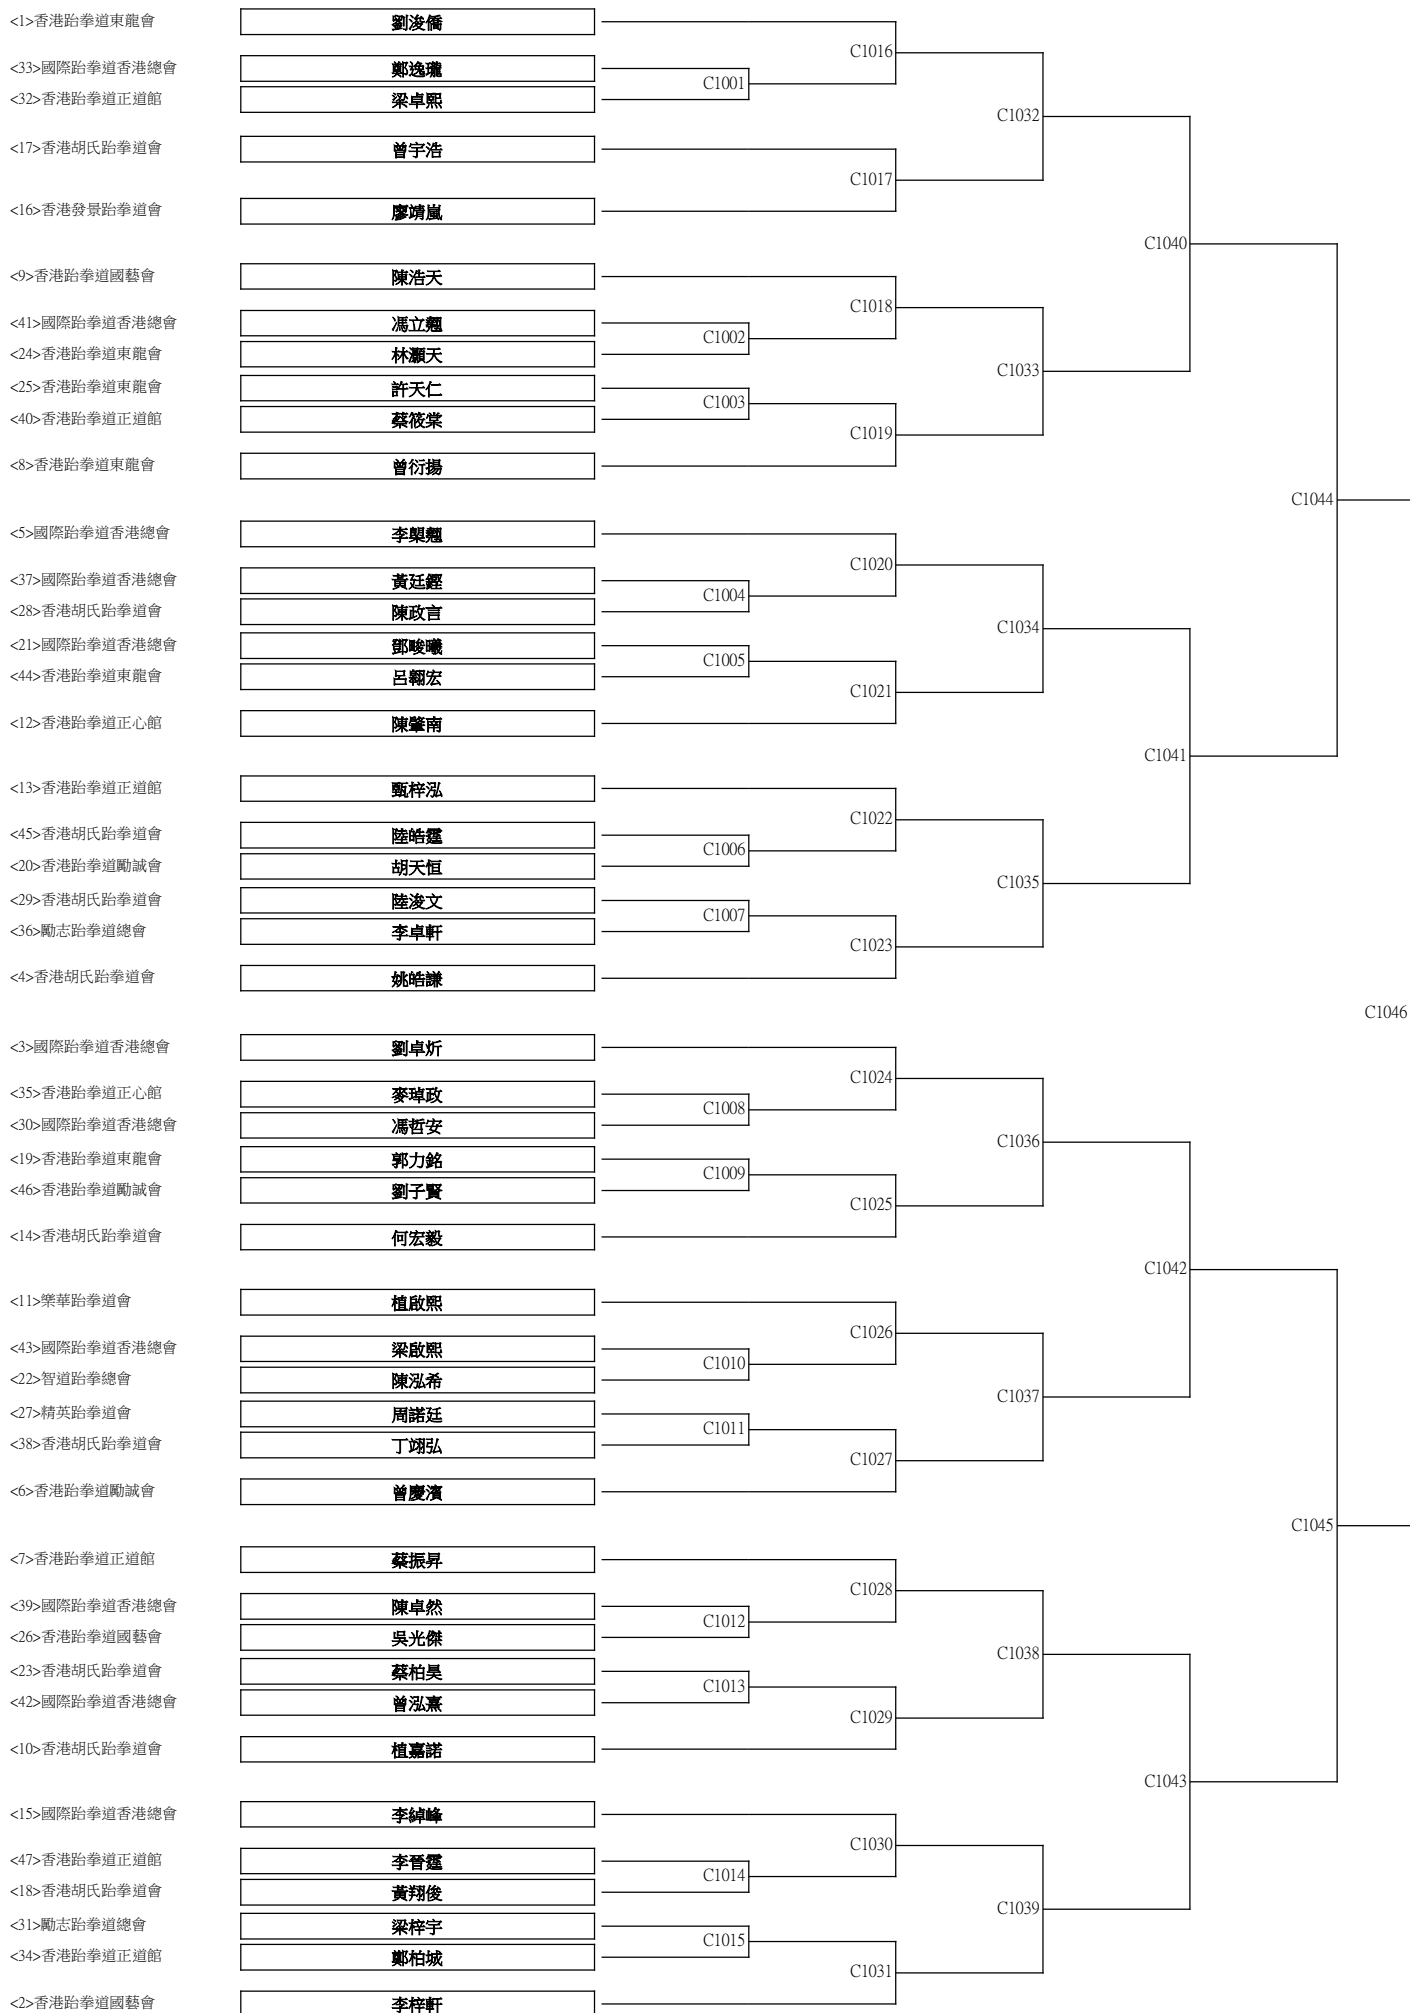 <1>香港跆拳道東龍會 劉浚僑
C1016
<33>國際跆拳道香港總會 鄭逸瓏
C1001
<32>香港跆拳道正道館 梁卓熙
C1032
<17>香港胡氏跆拳道會 曾宇浩
C1017
<16>香港發景跆拳道會 廖靖嵐
C1040
<9>香港跆拳道國藝會 陳浩天
C1018
<41>國際跆拳道香港總會 馮立翹
C1002
<24>香港跆拳道東龍會 林灝天
C1033
<25>香港跆拳道東龍會 許天仁
C1003
<40>香港跆拳道正道館 蔡筱棠
C1019
<8>香港跆拳道東龍會 曾衍揚
C1044
<5>國際跆拳道香港總會 李㮣翹
C1020
<37>國際跆拳道香港總會 黃廷鏗
C1004
<28>香港胡氏跆拳道會 陳政言
C1034
<21>國際跆拳道香港總會 鄧畯曦
C1005
<44>香港跆拳道東龍會 呂翱宏
C1021
<12>香港跆拳道正心館 陳肇南
C1041
<13>香港跆拳道正道館 甄梓泓
C1022
<45>香港胡氏跆拳道會 陸皓霆
C1006
<20>香港跆拳道勵誠會 胡天恒
C1035
<29>香港胡氏跆拳道會 陸浚文
C1007
<36>勵志跆拳道總會 李卓軒
C1023
<4>香港胡氏跆拳道會 姚皓謙
C1046
<3>國際跆拳道香港總會 劉卓炘
C1024
<35>香港跆拳道正心館 麥琸政
C1008
<30>國際跆拳道香港總會 馮哲安
C1036
<19>香港跆拳道東龍會 郭力銘
C1009
<46>香港跆拳道勵誠會 劉子賢
C1025
<14>香港胡氏跆拳道會 何宏毅
C1042
<11>樂華跆拳道會 植啟熙
C1026
<43>國際跆拳道香港總會 梁啟熙
C1010
<22>智道跆拳總會 陳泓希
C1037
<27>精英跆拳道會 周諾廷
C1011
<38>香港胡氏跆拳道會 丁翊弘
C1027
<6>香港跆拳道勵誠會 曾慶濱
C1045
<7>香港跆拳道正道館 蔡振昇
C1028
<39>國際跆拳道香港總會 陳卓然
C1012
<26>香港跆拳道國藝會 吳光傑
C1038
<23>香港胡氏跆拳道會 蔡柏昊
C1013
<42>國際跆拳道香港總會 曾泓熹
C1029
<10>香港胡氏跆拳道會 植嘉諾
C1043
<15>國際跆拳道香港總會 李綽峰
C1030
<47>香港跆拳道正道館 李晉霆
C1014
<18>香港胡氏跆拳道會 黃翔俊
C1039
<31>勵志跆拳道總會 梁梓宇
C1015
<34>香港跆拳道正道館 鄭柏城
C1031
<2>香港跆拳道國藝會 李梓軒